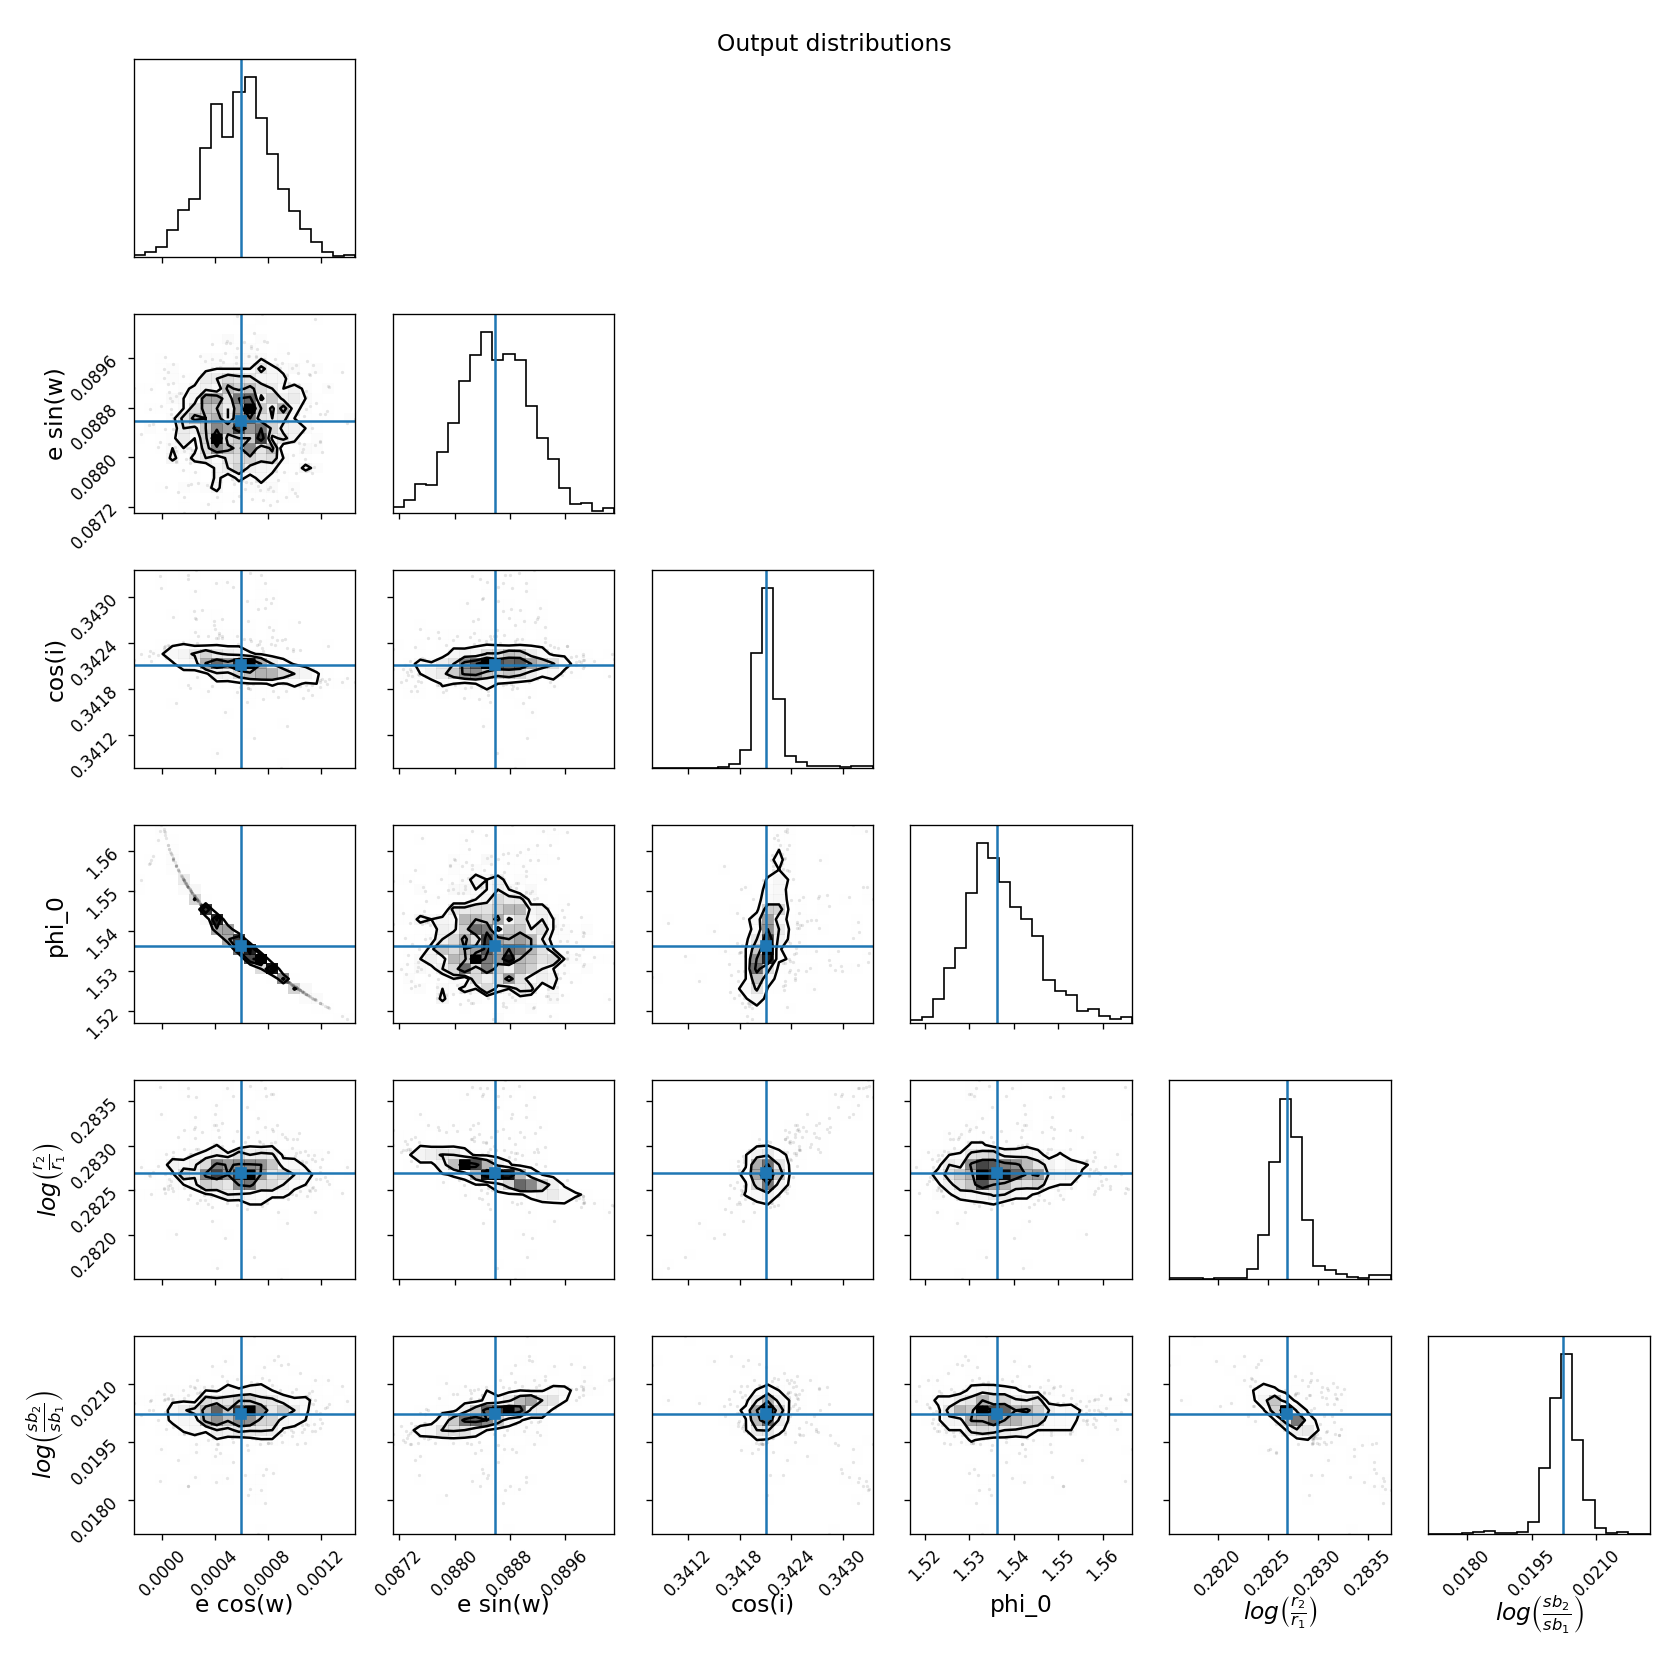 Output distributions
e sin(w)
0.0896
0.0888
0.0880
0.0872
cos(i)
0.3430
0.3424
0.3418
0.3412
phi_0
1.56
1.55
1.54
1.53
1.52
log(r₂/r₁)
0.2835
0.2830
0.2825
0.2820
log(sb₂/sb₁)
0.0210
0.0195
0.0180
0.0000 0.0004 0.0008 0.0012
0.0872 0.0880 0.0888 0.0896
0.3412 0.3418 0.3424 0.3430
1.52 1.53 1.54 1.55 1.56
0.2820 0.2825 0.2830 0.2835
0.0180 0.0195 0.0210
e cos(w)
e sin(w)
cos(i)
phi_0
log(r₂/r₁)
log(sb₂/sb₁)